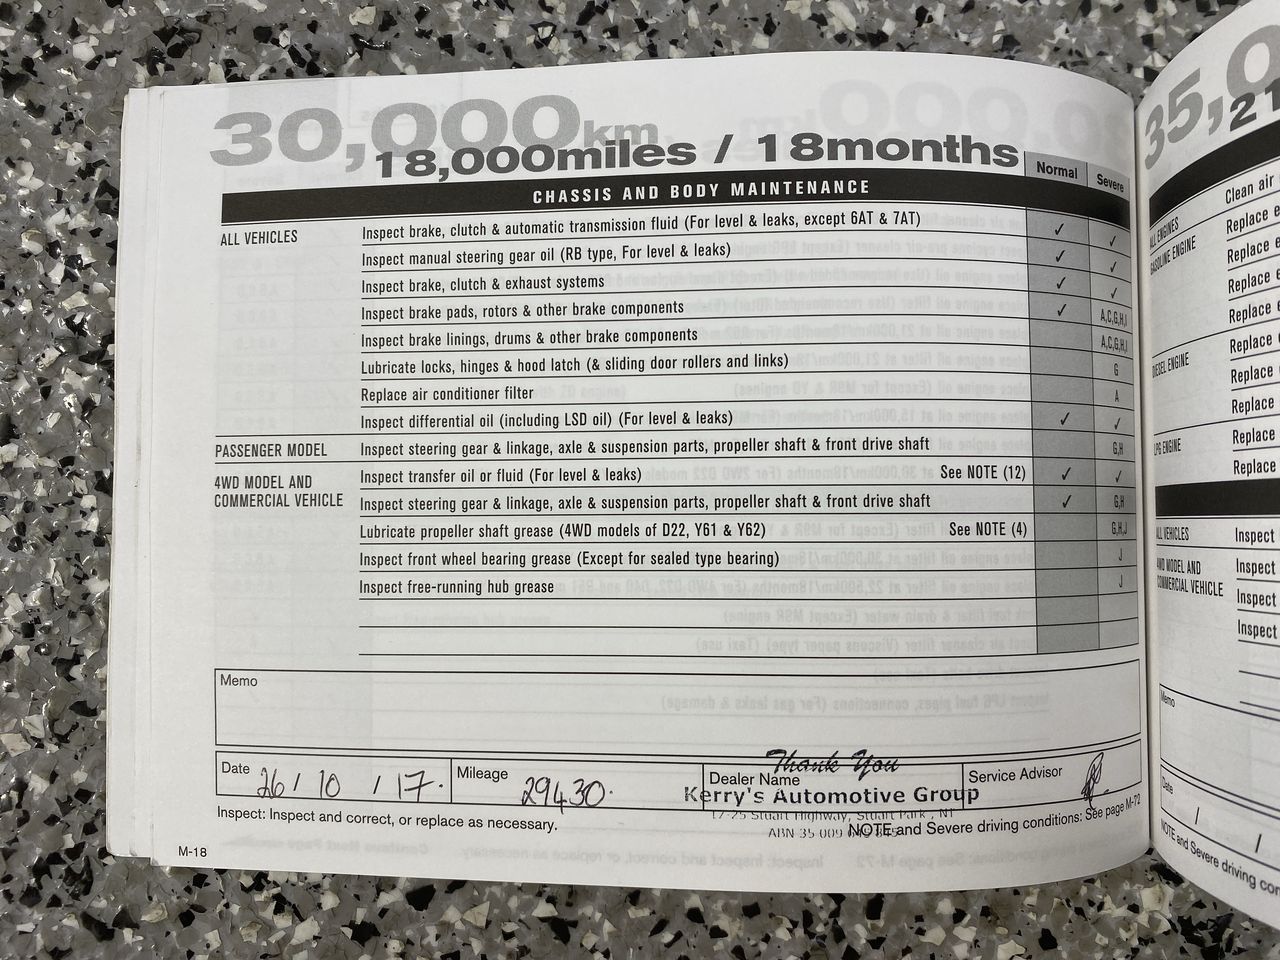 30,000km
18,000miles / 18months
Normal
Severe
CHASSIS AND BODY MAINTENANCE
ALL VEHICLES
Inspect brake, clutch & automatic transmission fluid (For level & leaks, except 6AT & 7AT) ✓ ✓
Inspect manual steering gear oil (RB type, For level & leaks) ✓ ✓
Inspect brake, clutch & exhaust systems ✓ ✓
Inspect brake pads, rotors & other brake components ✓ A,C,G,H,I
Inspect brake linings, drums & other brake components A,C,G,H,I
Lubricate locks, hinges & hood latch (& sliding door rollers and links) G
Replace air conditioner filter A
Inspect differential oil (including LSD oil) (For level & leaks) ✓ ✓
PASSENGER MODEL Inspect steering gear & linkage, axle & suspension parts, propeller shaft & front drive shaft G,H
4WD MODEL AND
COMMERCIAL VEHICLE
Inspect transfer oil or fluid (For level & leaks) See NOTE (12) ✓ ✓
Inspect steering gear & linkage, axle & suspension parts, propeller shaft & front drive shaft ✓ G,H
Lubricate propeller shaft grease (4WD models of D22, Y61 & Y62) See NOTE (4) G,H,J
Inspect front wheel bearing grease (Except for sealed type bearing) J
Inspect free-running hub grease J
Memo
Date 26 / 10 / 17.
Mileage 29430.
Thank You
Dealer Name
Kerry's Automotive Group
17-25 Stuart Highway, Stuart Park, NT
ABN 35 009
Service Advisor
Inspect: Inspect and correct, or replace as necessary.
NOTE and Severe driving conditions: See page M-72
M-18
35,0
21
ALL ENGINES
GASOLINE ENGINE
Clean air
Replace e
Replace e
Replace e
Replace e
DIESEL ENGINE
Replace
Replace
Replace
LPG ENGINE
Replace
Replace
ALL VEHICLES
Inspect
4WD MODEL AND
COMMERCIAL VEHICLE
Inspect
Inspect
Inspect
Memo
Date / /
NOTE and Severe driving con